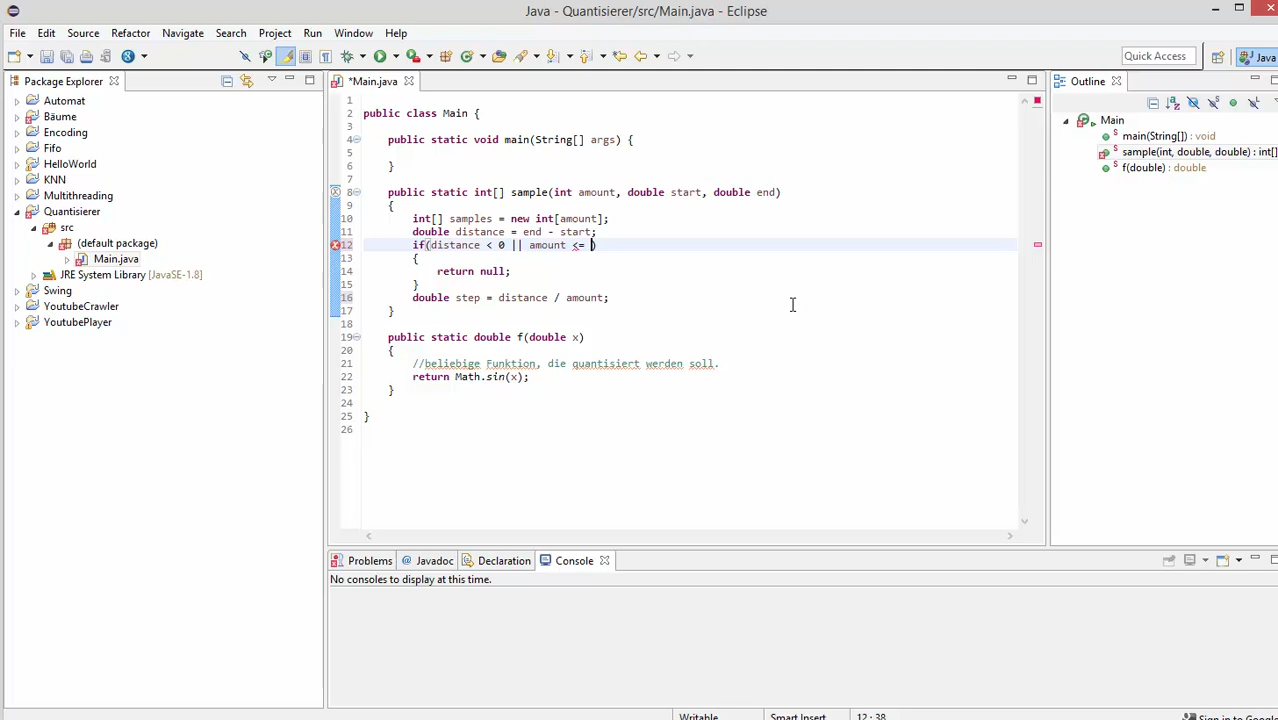 Java - Quantisierer/src/Main.java - Eclipse
File Edit Source Refactor Navigate Search Project Run Window Help
Quick Access
Java
Package Explorer
*Main.java
Outline
Automat
Bäume
Encoding
Fifo
HelloWorld
KNN
Multithreading
Quantisierer
src
(default package)
Main.java
JRE System Library [JavaSE-1.8]
Swing
YoutubeCrawler
YoutubePlayer
1
2 public class Main {
3
4 public static void main(String[] args) {
5
6 }
7
8 public static int[] sample(int amount, double start, double end)
9 {
10 int[] samples = new int[amount];
11 double distance = end - start;
12 if(distance < 0 || amount <= )
13 {
14 return null;
15 }
16 double step = distance / amount;
17 }
18
19 public static double f(double x)
20 {
21 //beliebige Funktion, die quantisiert werden soll.
22 return Math.sin(x);
23 }
24
25 }
26
Main
main(String[]) : void
sample(int, double, double) : int[]
f(double) : double
Problems Javadoc Declaration Console
No consoles to display at this time.
Writable Smart Insert 12 : 38 Sign in to Google